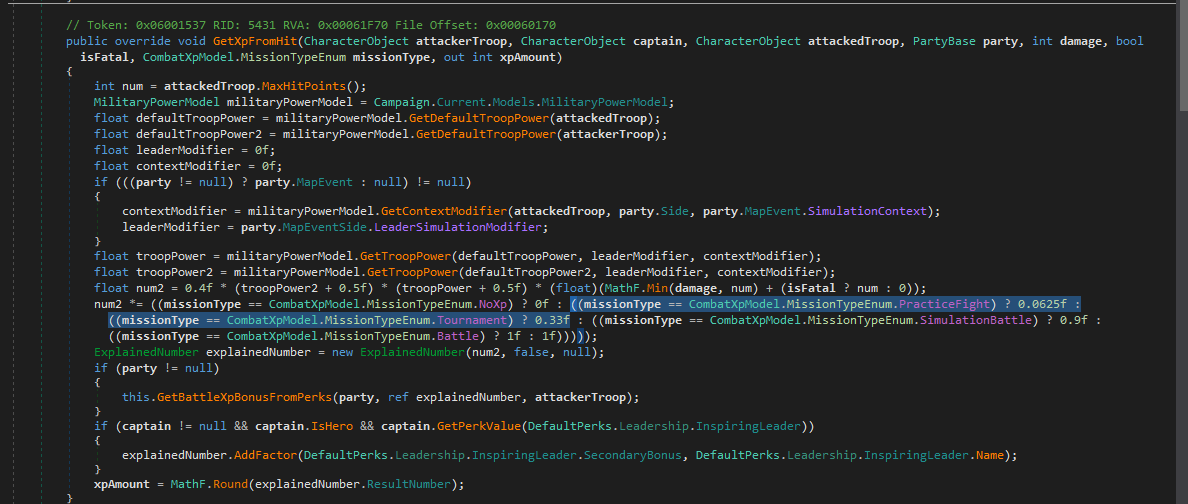 // Token: 0x06001537 RID: 5431 RVA: 0x00061F70 File Offset: 0x00060170
public override void GetXpFromHit(CharacterObject attackerTroop, CharacterObject captain, CharacterObject attackedTroop, PartyBase party, int damage, bool
isFatal, CombatXpModel.MissionTypeEnum missionType, out int xpAmount)
{
int num = attackedTroop.MaxHitPoints();
MilitaryPowerModel militaryPowerModel = Campaign.Current.Models.MilitaryPowerModel;
float defaultTroopPower = militaryPowerModel.GetDefaultTroopPower(attackedTroop);
float defaultTroopPower2 = militaryPowerModel.GetDefaultTroopPower(attackerTroop);
float leaderModifier = 0f;
float contextModifier = 0f;
if (((party != null) ? party.MapEvent : null) != null)
{
contextModifier = militaryPowerModel.GetContextModifier(attackedTroop, party.Side, party.MapEvent.SimulationContext);
leaderModifier = party.MapEventSide.LeaderSimulationModifier;
}
float troopPower = militaryPowerModel.GetTroopPower(defaultTroopPower, leaderModifier, contextModifier);
float troopPower2 = militaryPowerModel.GetTroopPower(defaultTroopPower2, leaderModifier, contextModifier);
float num2 = 0.4f * (troopPower2 + 0.5f) * (troopPower + 0.5f) * (float)(MathF.Min(damage, num) + (isFatal ? num : 0));
num2 *= ((missionType == CombatXpModel.MissionTypeEnum.NoXp) ? 0f : ((missionType == CombatXpModel.MissionTypeEnum.PracticeFight) ? 0.0625f :
((missionType == CombatXpModel.MissionTypeEnum.Tournament) ? 0.33f : ((missionType == CombatXpModel.MissionTypeEnum.SimulationBattle) ? 0.9f :
((missionType == CombatXpModel.MissionTypeEnum.Battle) ? 1f : 1f)))));
ExplainedNumber explainedNumber = new ExplainedNumber(num2, false, null);
if (party != null)
{
this.GetBattleXpBonusFromPerks(party, ref explainedNumber, attackerTroop);
}
if (captain != null && captain.IsHero && captain.GetPerkValue(DefaultPerks.Leadership.InspiringLeader))
{
explainedNumber.AddFactor(DefaultPerks.Leadership.InspiringLeader.SecondaryBonus, DefaultPerks.Leadership.InspiringLeader.Name);
}
xpAmount = MathF.Round(explainedNumber.ResultNumber);
}